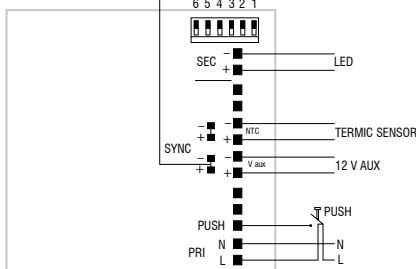 6 5 4 3 2 1
SEC - +
LED
SYNC
- +
- NTC +
TERMIC SENSOR
- +
- V aux +
12 V AUX
PUSH
PUSH
PRI
N
N
L
L